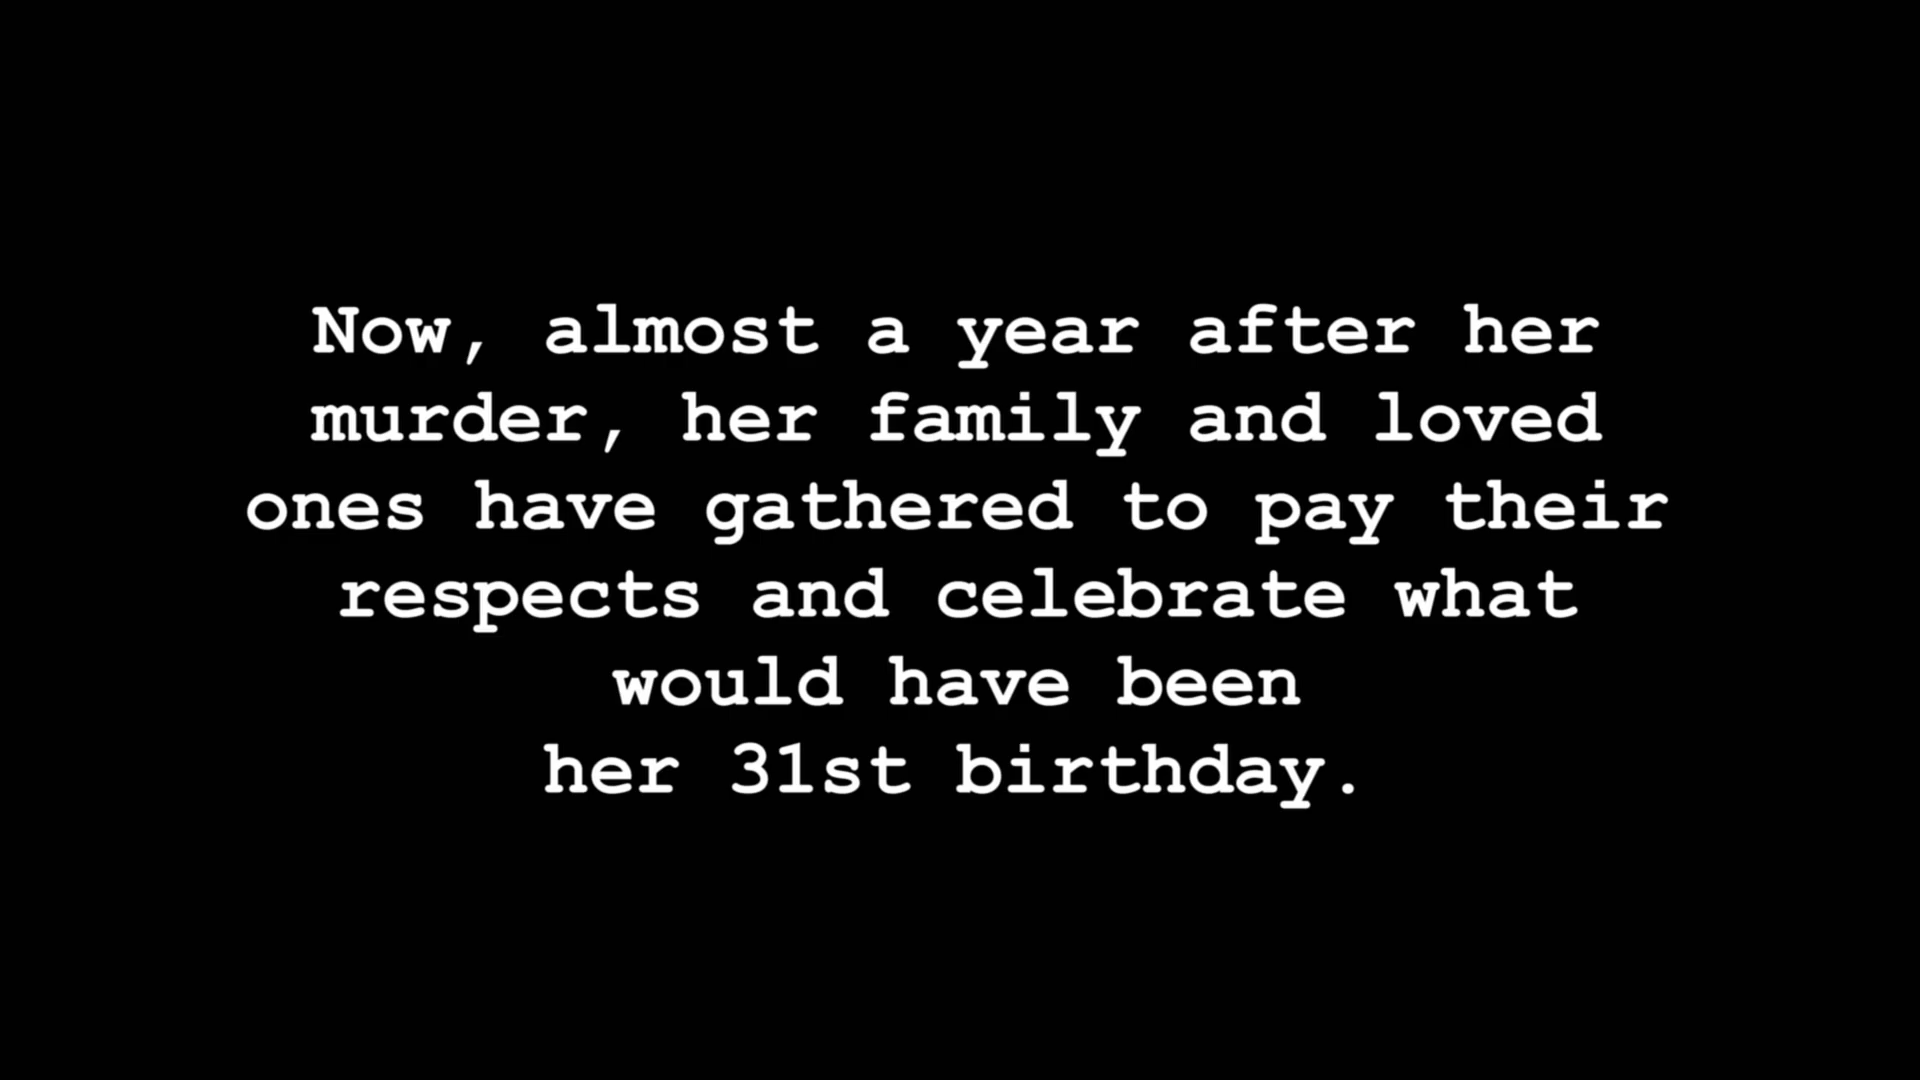 Now, almost a year after her
murder, her family and loved
ones have gathered to pay their
respects and celebrate what
would have been
her 31st birthday.